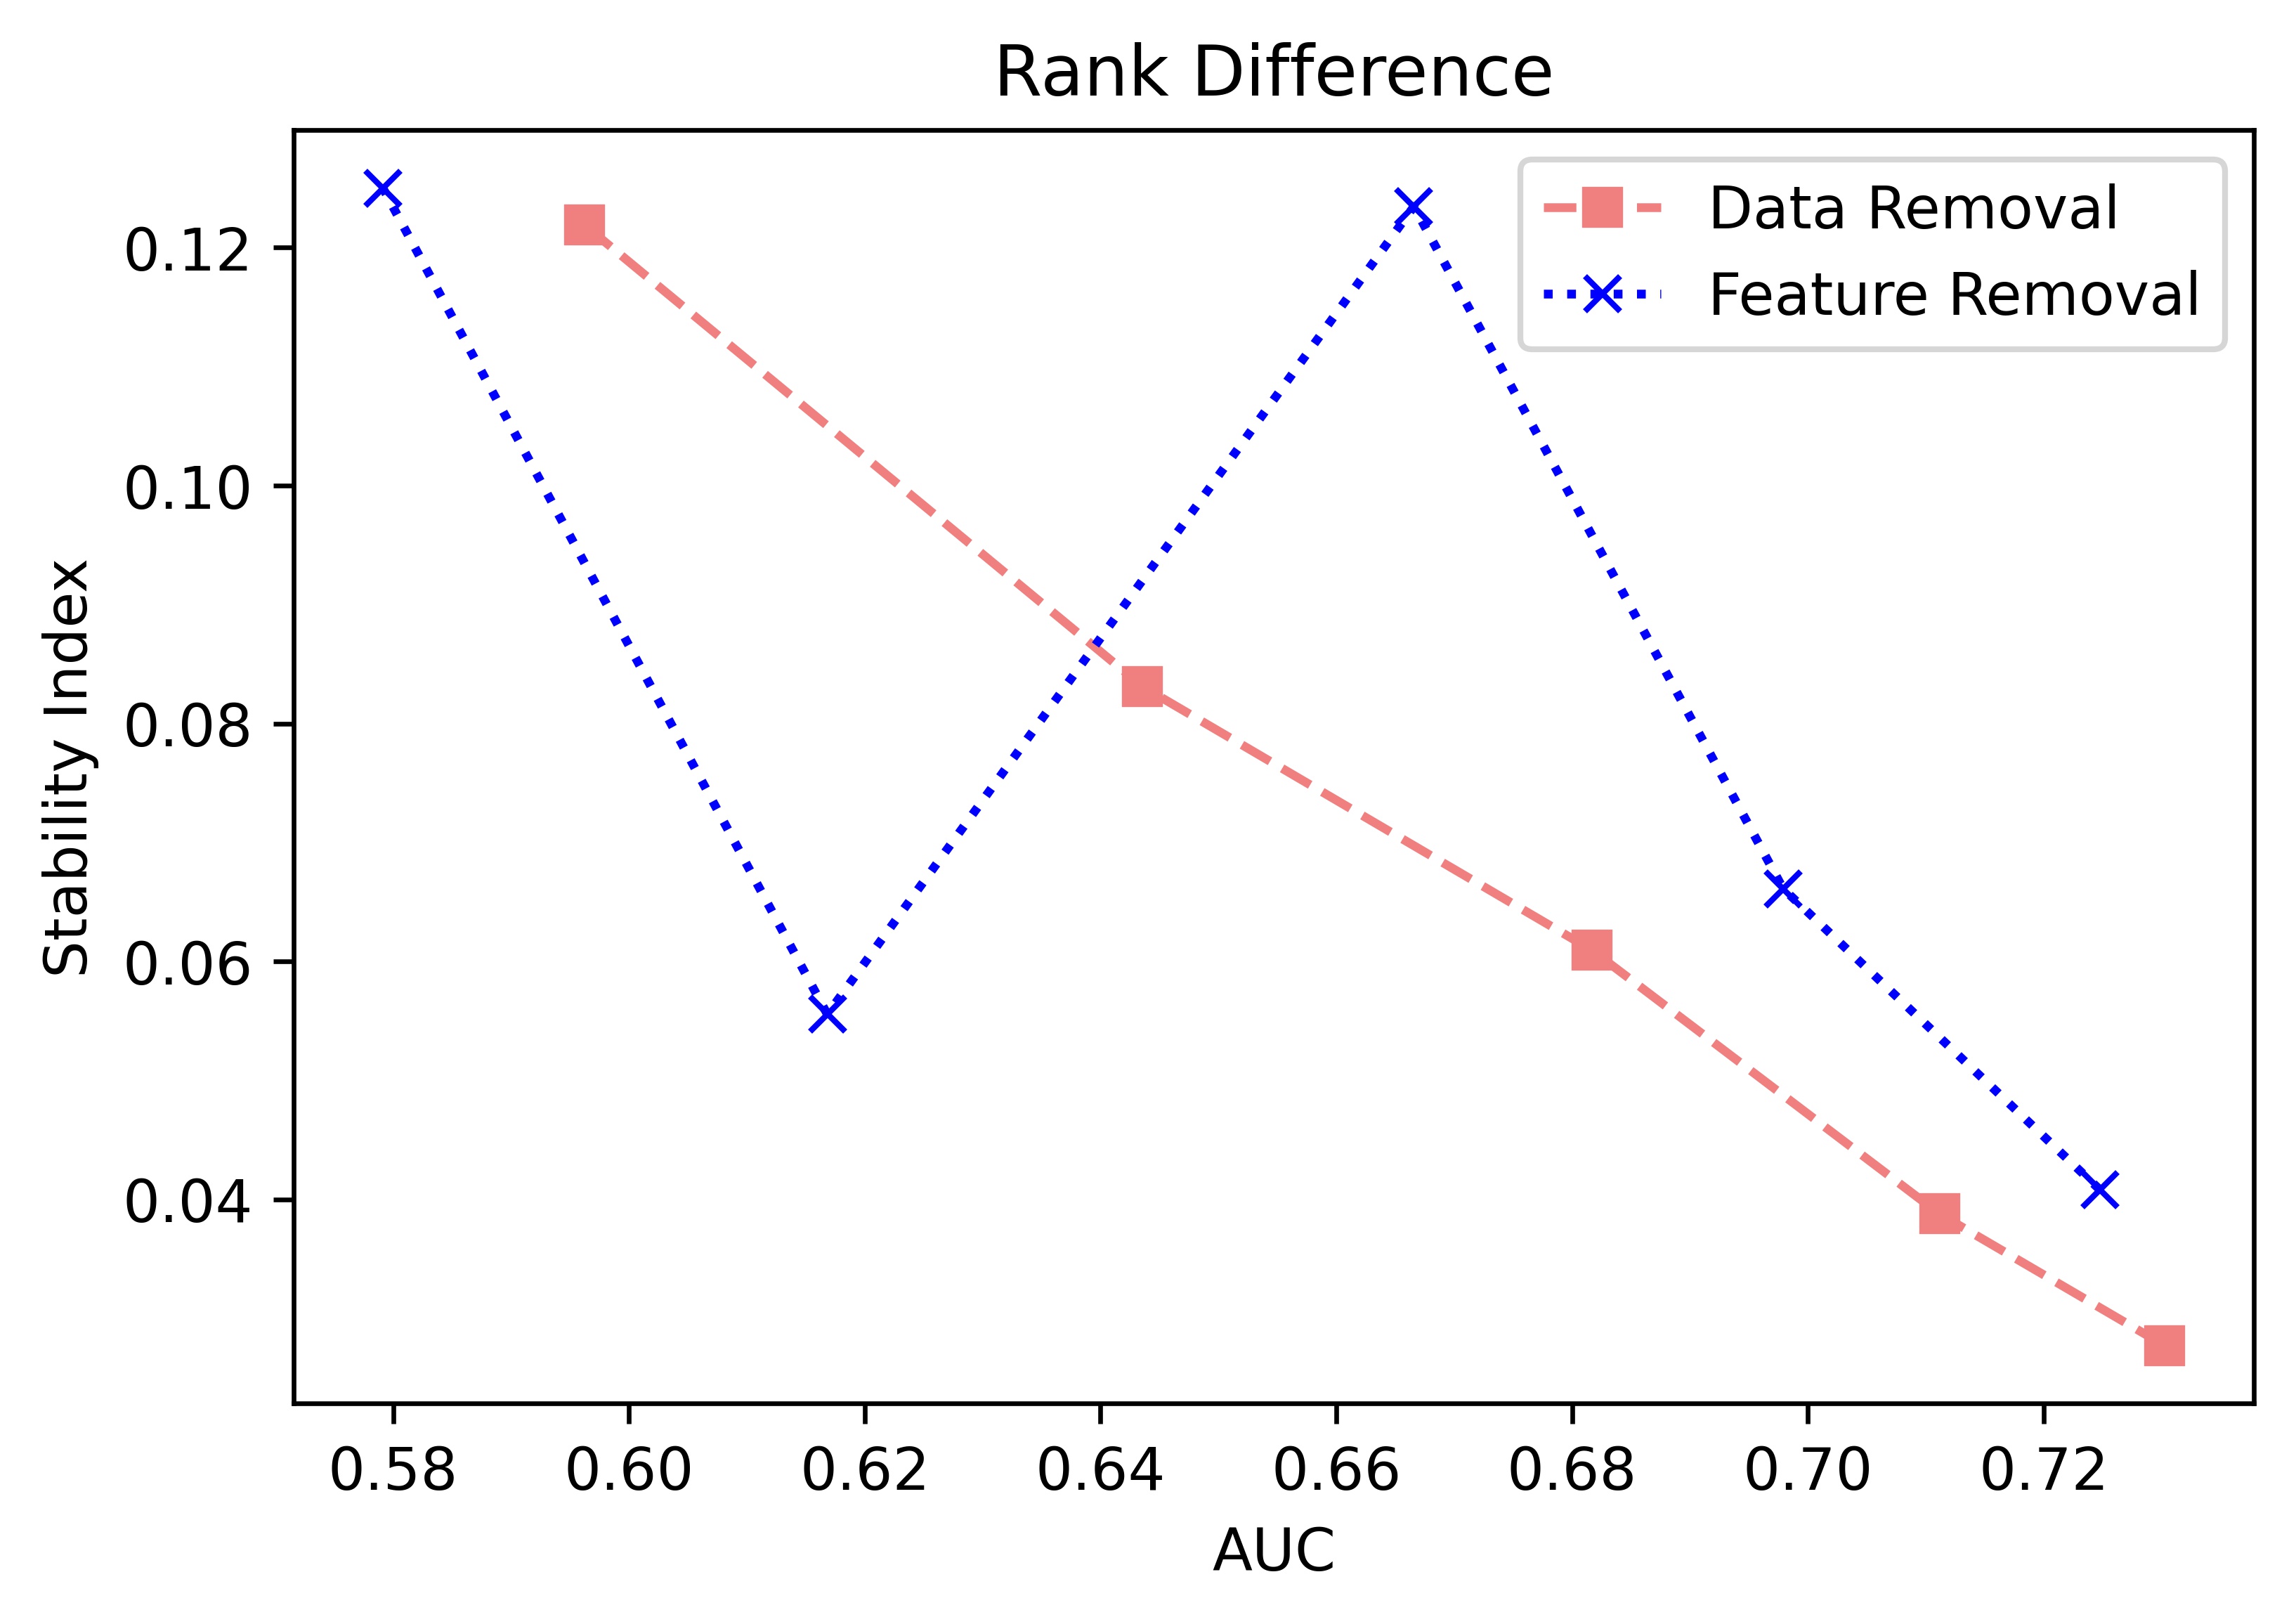 Rank Difference
Data Removal
Feature Removal
Stability Index
0.12
0.10
0.08
0.06
0.04
0.58 0.60 0.62 0.64 0.66 0.68 0.70 0.72
AUC